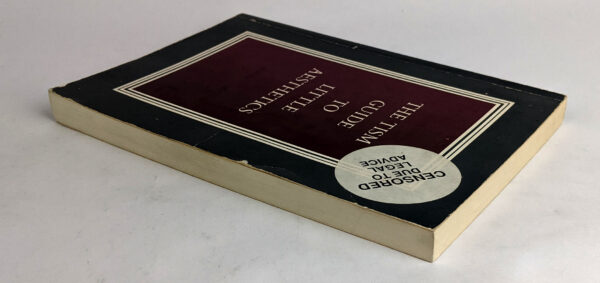 THE TISM
GUIDE
TO
LITTLE
AESTHETICS
CENSORED
DUE TO
LEGAL
ADVICE